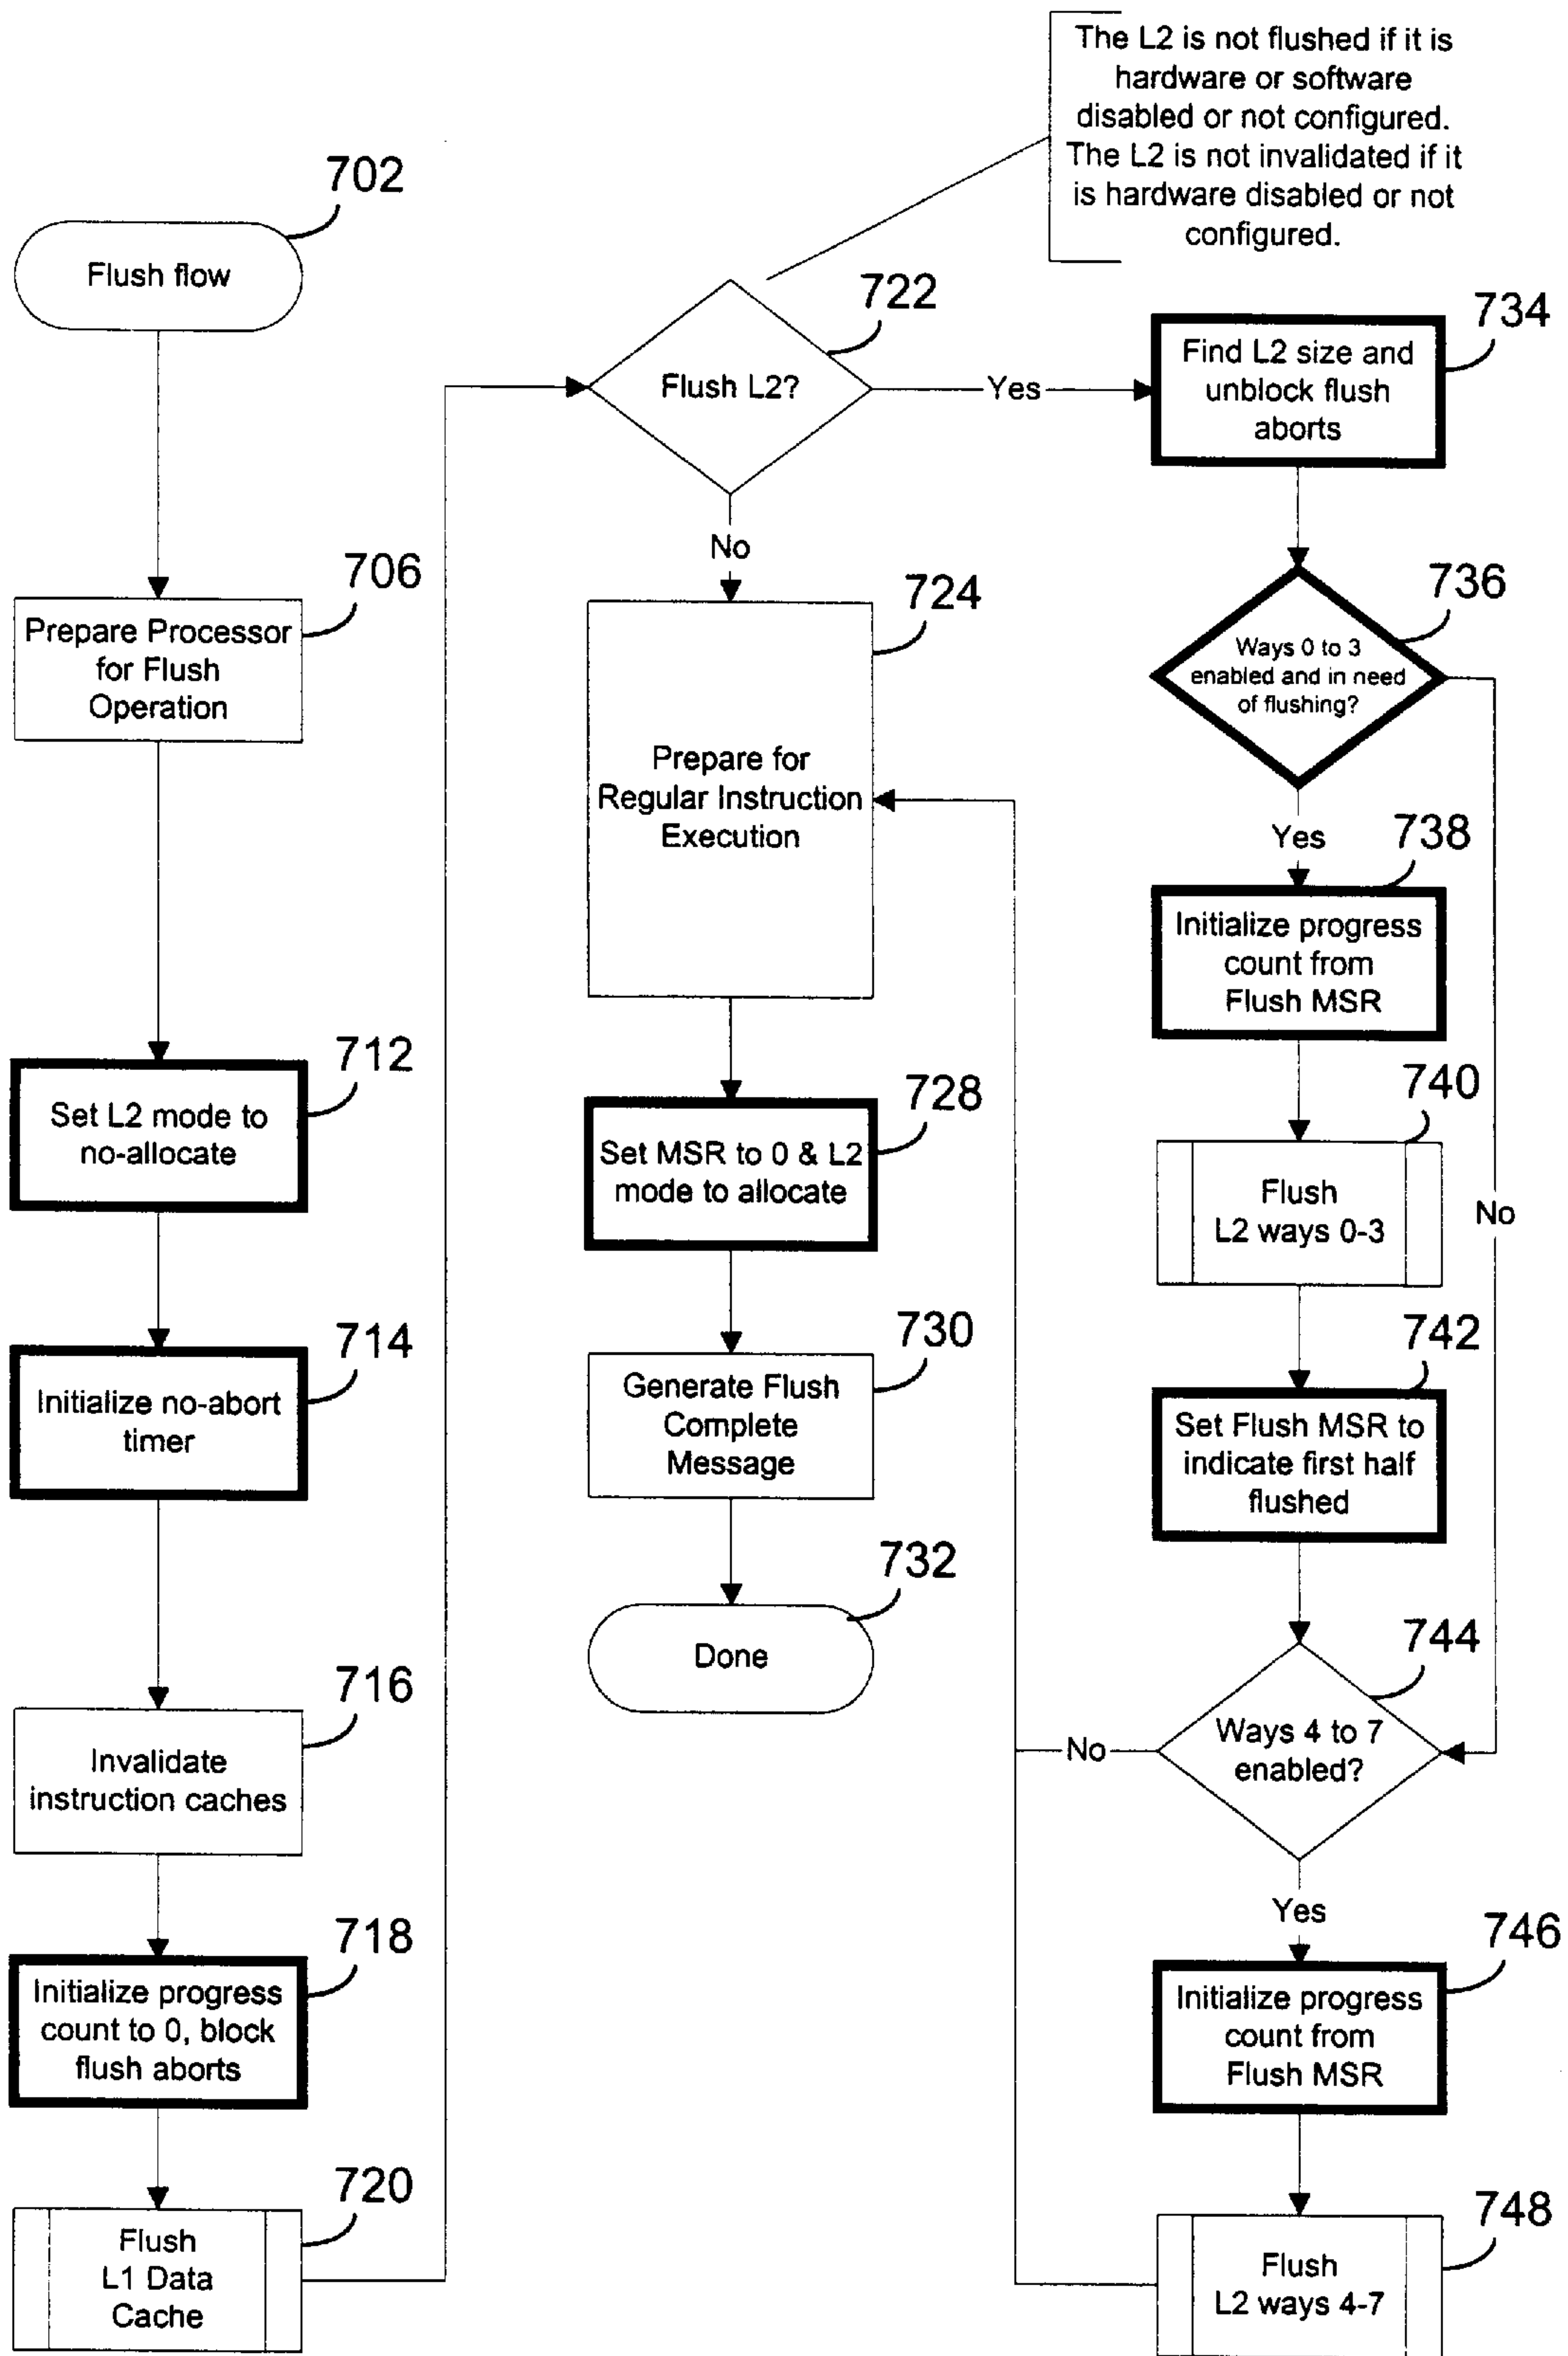 702
Flush flow
706
Prepare Processor
for Flush
Operation
712
Set L2 mode to
no-allocate
714
Initialize no-abort
timer
716
Invalidate
instruction caches
718
Initialize progress
count to 0, block
flush aborts
720
Flush
L1 Data
Cache
The L2 is not flushed if it is
hardware or software
disabled or not configured.
The L2 is not invalidated if it
is hardware disabled or not
configured.
722
Flush L2?
Yes
No
724
Prepare for
Regular Instruction
Execution
728
Set MSR to 0 & L2
mode to allocate
730
Generate Flush
Complete
Message
732
Done
734
Find L2 size and
unblock flush
aborts
736
Ways 0 to 3
enabled and in need
of flushing?
Yes
No
738
Initialize progress
count from
Flush MSR
740
Flush
L2 ways 0-3
742
Set Flush MSR to
indicate first half
flushed
744
Ways 4 to 7
enabled?
No
Yes
746
Initialize progress
count from
Flush MSR
748
Flush
L2 ways 4-7